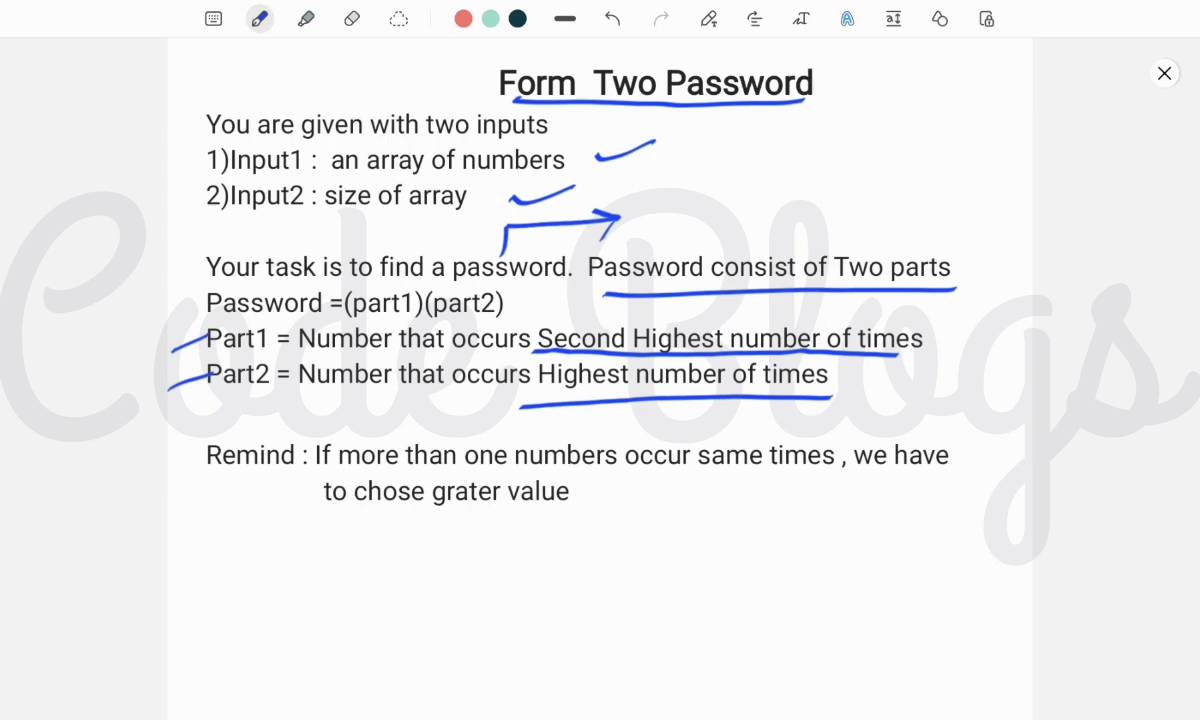 Form Two Password
You are given with two inputs
1)Input1 : an array of numbers
2)Input2 : size of array
Your task is to find a password. Password consist of Two parts
Password =(part1)(part2)
Part1 = Number that occurs Second Highest number of times
Part2 = Number that occurs Highest number of times
Remind : If more than one numbers occur same times , we have
to chose grater value
Code Blogs